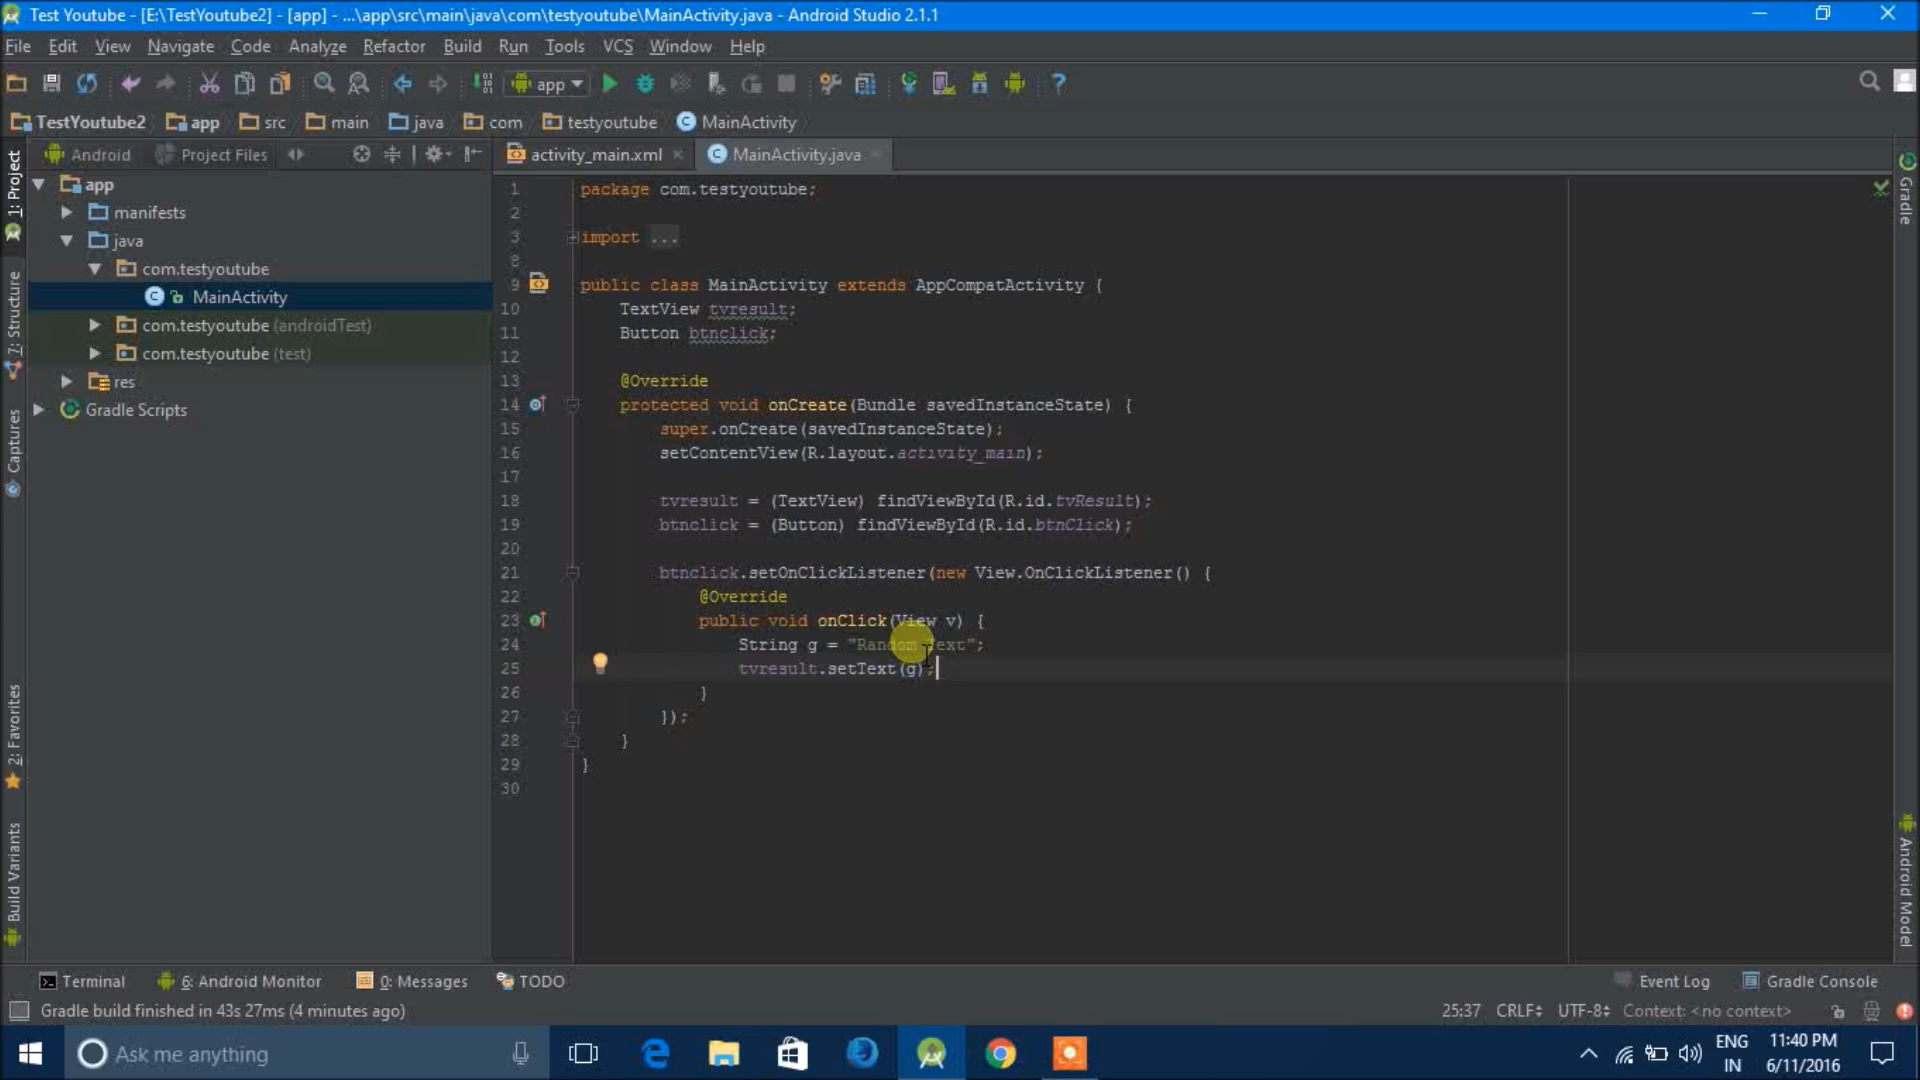 Test Youtube - [E:\TestYoutube2] - [app] - ...\app\src\main\java\com\testyoutube\MainActivity.java - Android Studio 2.1.1
File Edit View Navigate Code Analyze Refactor Build Run Tools VCS Window Help
app
TestYoutube2 app src main java com testyoutube MainActivity
Android Project Files activity_main.xml MainActivity.java
1: Project
7: Structure
Captures
2: Favorites
Build Variants
app
manifests
java
com.testyoutube
MainActivity
com.testyoutube (androidTest)
com.testyoutube (test)
res
Gradle Scripts
1 package com.testyoutube;
2
3 import ...
8
9 public class MainActivity extends AppCompatActivity {
10 TextView tvresult;
11 Button btnclick;
12
13 @Override
14 protected void onCreate(Bundle savedInstanceState) {
15 super.onCreate(savedInstanceState);
16 setContentView(R.layout.activity_main);
17
18 tvresult = (TextView) findViewById(R.id.tvResult);
19 btnclick = (Button) findViewById(R.id.btnClick);
20
21 btnclick.setOnClickListener(new View.OnClickListener() {
22 @Override
23 public void onClick(View v) {
24 String g = "Random Text";
25 tvresult.setText(g);
26 }
27 });
28 }
29 }
30
Gradle
Android Model
Terminal 6: Android Monitor 0: Messages TODO Event Log Gradle Console
Gradle build finished in 43s 27ms (4 minutes ago) 25:37 CRLF UTF-8 Context: <no context>
Ask me anything
ENG 11:40 PM
IN 6/11/2016